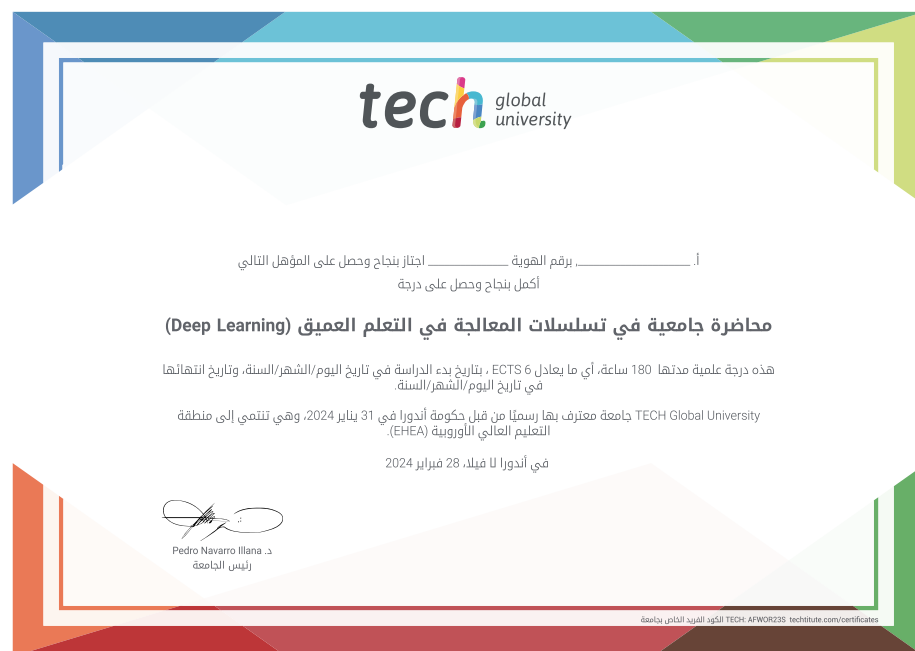 tech global university
أ. ____________________, برقم الهوية ______________ اجتاز بنجاح وحصل على المؤهل التالي
أكمل بنجاح وحصل على درجة
محاضرة جامعية في تسلسلات المعالجة في التعلم العميق (Deep Learning)
هذه درجة علمية مدتها 180 ساعة، أي ما يعادل 6 ECTS ، بتاريخ بدء الدراسة في تاريخ اليوم/الشهر/السنة، وتاريخ انتهائها
في تاريخ اليوم/الشهر/السنة.
TECH Global University جامعة معترف بها رسميًا من قبل حكومة أندورا في 31 يناير 2024، وهي تنتمي إلى منطقة
التعليم العالي الأوروبية (EHEA).
في أندورا لا فيلا، 28 فبراير 2024
د. Pedro Navarro Illana
رئيس الجامعة
الكود الفريد الخاص بجامعة TECH: AFWOR23S techtitute.com/certificates